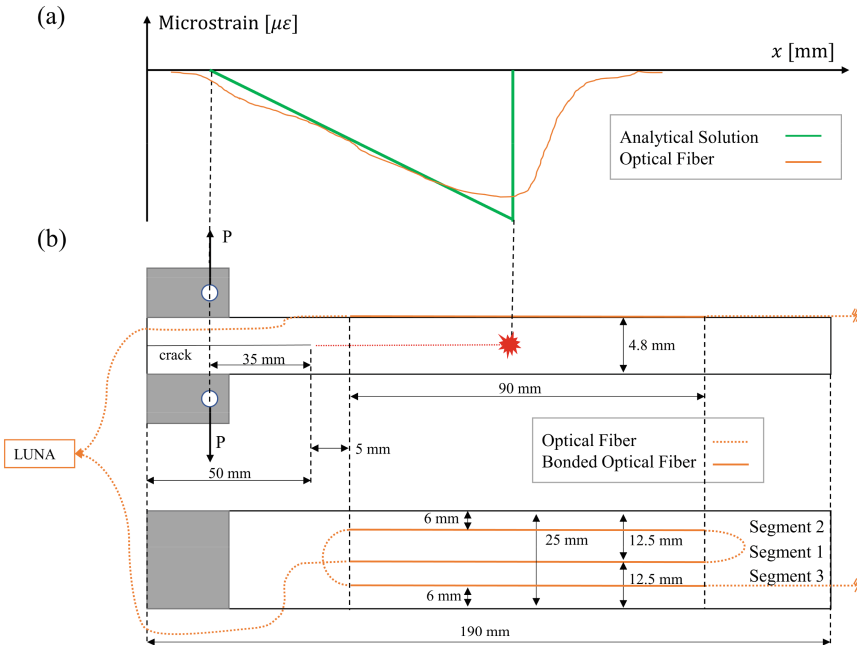 (a)
Microstrain [με]
x [mm]
Analytical Solution
Optical Fiber
(b)
P
crack
35 mm
4.8 mm
90 mm
P
LUNA
5 mm
50 mm
Optical Fiber
Bonded Optical Fiber
6 mm
25 mm
12.5 mm
Segment 2
Segment 1
12.5 mm
Segment 3
6 mm
190 mm